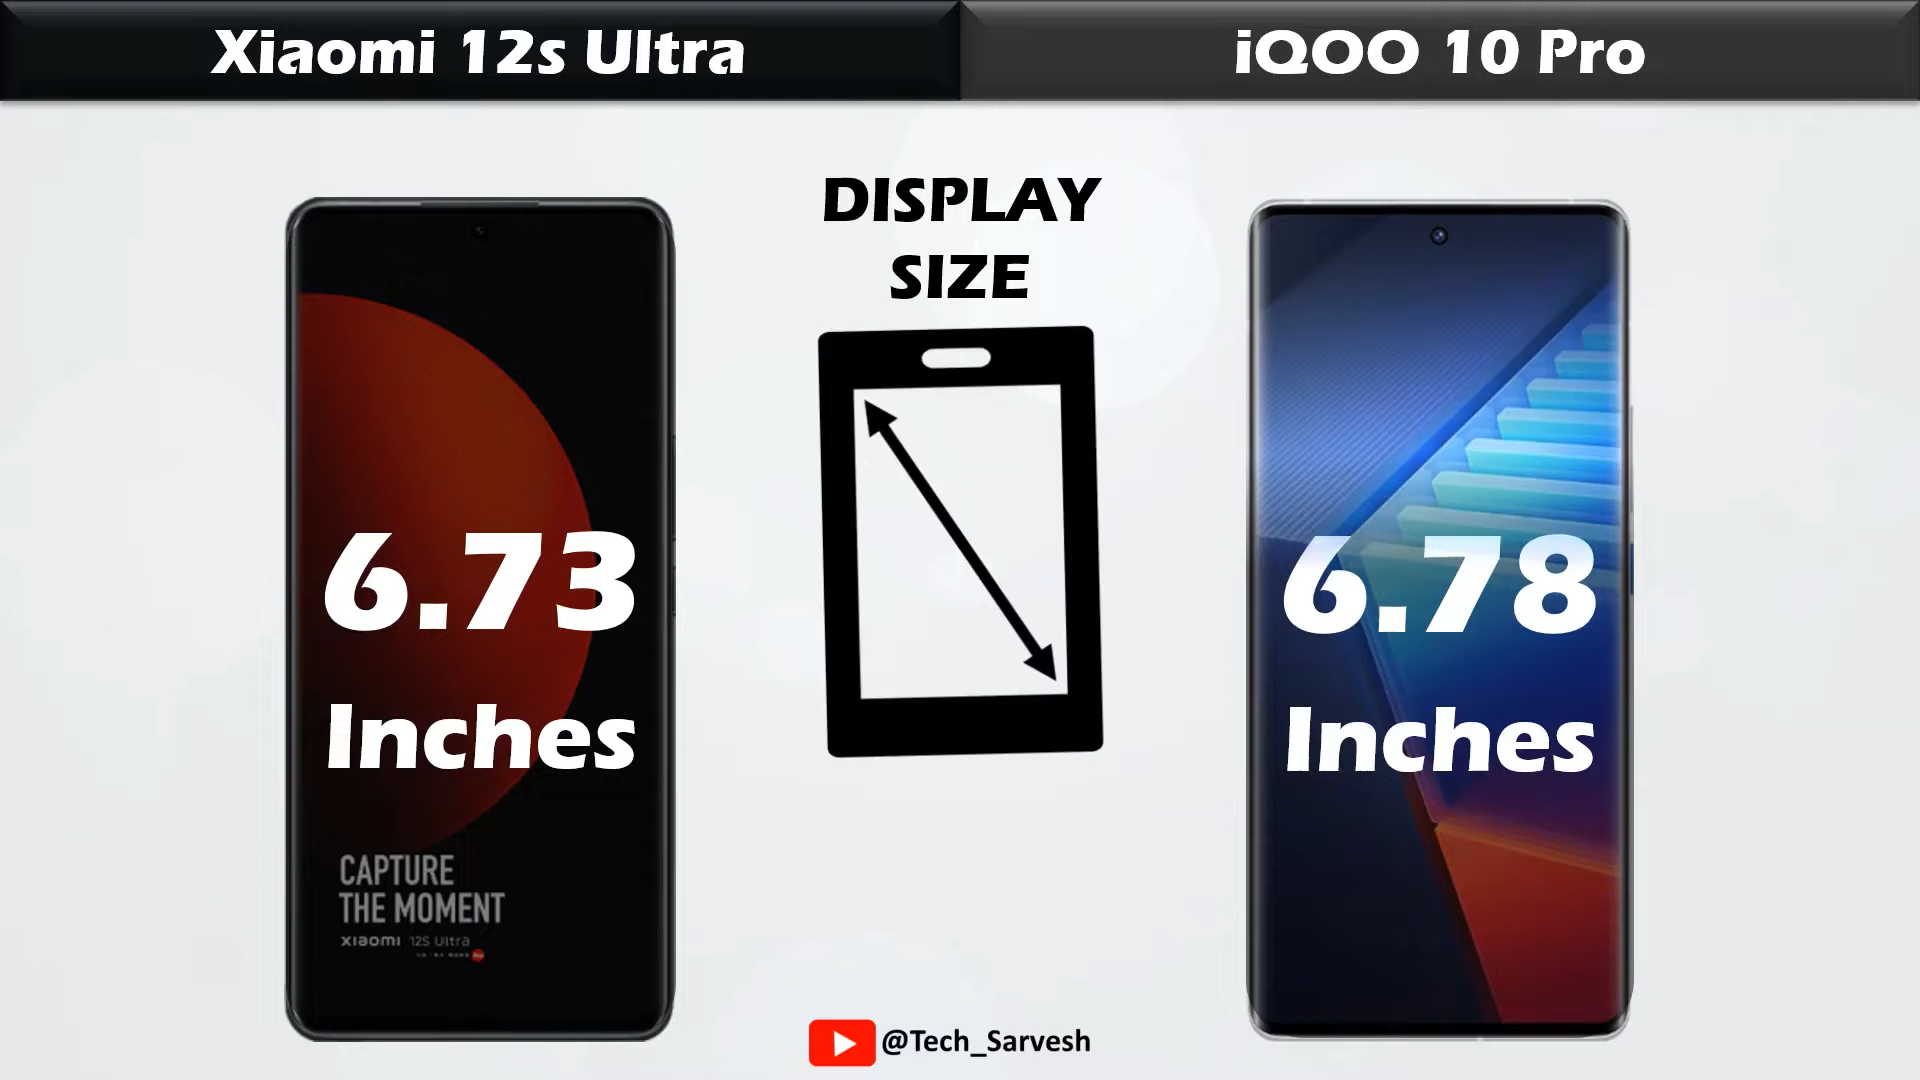 Xiaomi 12s Ultra
iQOO 10 Pro
DISPLAY
SIZE
6.73
Inches
6.78
Inches
CAPTURE
THE MOMENT
xiaomi 12S Ultra
@Tech_Sarvesh